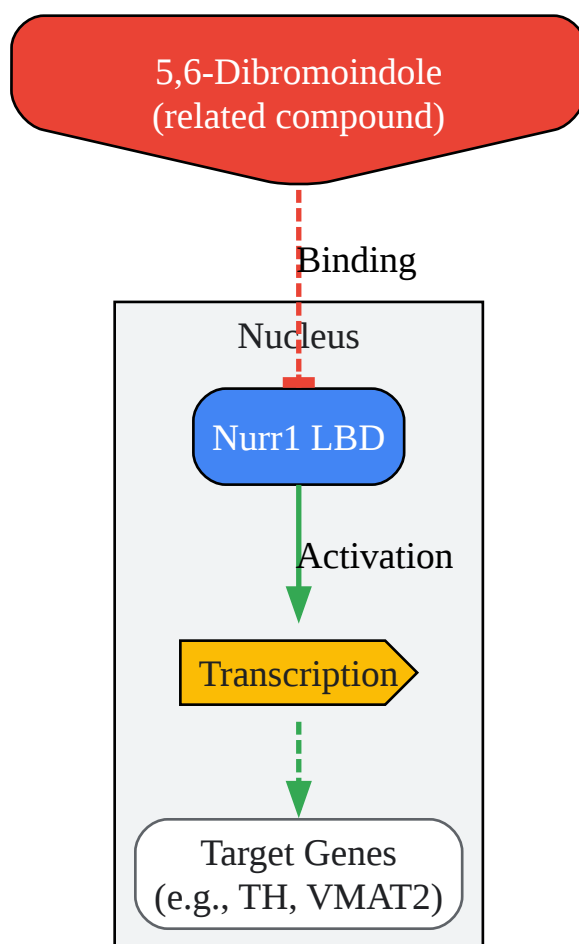 5,6-Dibromoindole
(related compound)
Binding
Nucleus
Nurr1 LBD
Activation
Transcription
Target Genes
(e.g., TH, VMAT2)